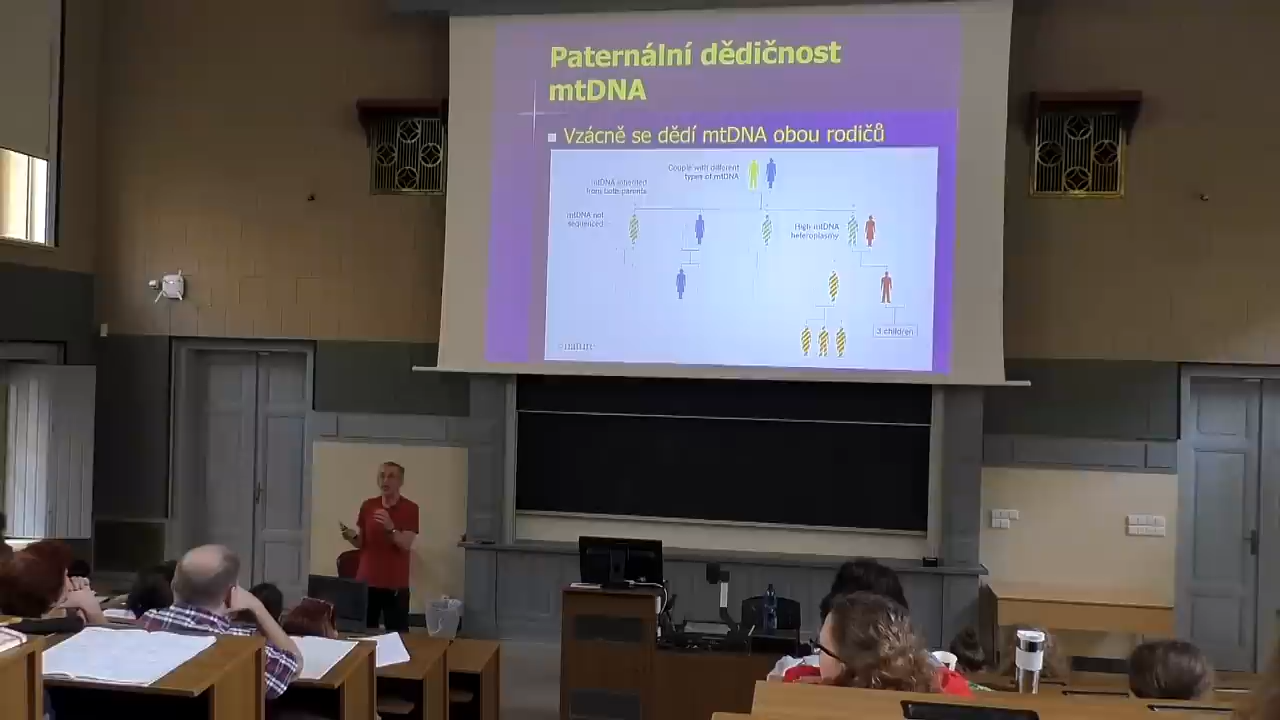 Paternální dědičnost
mtDNA
Vzácně se dědí mtDNA obou rodičů
Couple with different
types of mtDNA
mtDNA inherited
from both parents
mtDNA not
sequenced
High mtDNA
heteroplasmy
3 children
©nature